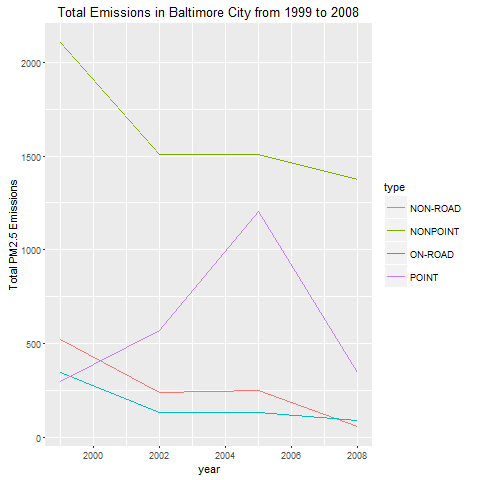 Total Emissions in Baltimore City from 1999 to 2008
Total PM2.5 Emissions
2000
1500
1000
500
0
2000
2002
2004
2006
2008
year
type
NON-ROAD
NONPOINT
ON-ROAD
POINT